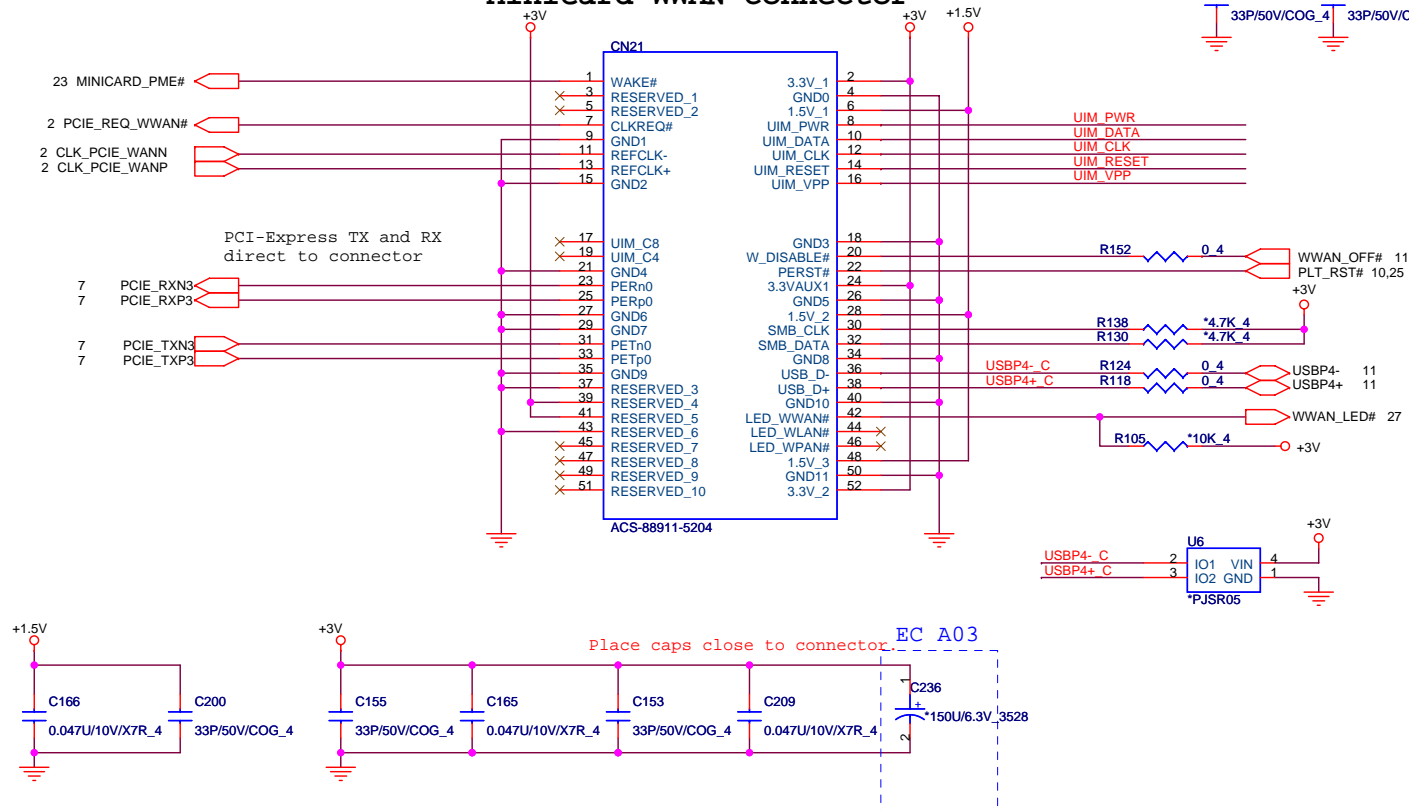 Minicard WWAN Connector
33P/50V/COG_4 33P/50V/C
+3V +3V +1.5V
CN21
23 MINICARD_PME# 1 WAKE# 3.3V_1 2
3 RESERVED_1 GND0 4
5 RESERVED_2 1.5V_1 6
2 PCIE_REQ_WWAN# 7 CLKREQ# UIM_PWR 8 UIM_PWR
9 GND1 UIM_DATA 10 UIM_DATA
2 CLK_PCIE_WANN 11 REFCLK- UIM_CLK 12 UIM_CLK
2 CLK_PCIE_WANP 13 REFCLK+ UIM_RESET 14 UIM_RESET
15 GND2 UIM_VPP 16 UIM_VPP
PCI-Express TX and RX
direct to connector
17 UIM_C8 GND3 18
19 UIM_C4 W_DISABLE# 20 R152 0_4 WWAN_OFF# 11
21 GND4 PERST# 22 PLT_RST# 10,25
7 PCIE_RXN3 23 PERn0 3.3VAUX1 24
7 PCIE_RXP3 25 PERp0 GND5 26 +3V
27 GND6 1.5V_2 28
29 GND7 SMB_CLK 30 R138 *4.7K_4
7 PCIE_TXN3 31 PETn0 SMB_DATA 32 R130 *4.7K_4
7 PCIE_TXP3 33 PETp0 GND8 34
35 GND9 USB_D- 36 USBP4-_C R124 0_4 USBP4- 11
37 RESERVED_3 USB_D+ 38 USBP4+_C R118 0_4 USBP4+ 11
39 RESERVED_4 GND10 40
41 RESERVED_5 LED_WWAN# 42 WWAN_LED# 27
43 RESERVED_6 LED_WLAN# 44
45 RESERVED_7 LED_WPAN# 46 R105 *10K_4 +3V
47 RESERVED_8 1.5V_3 48
49 RESERVED_9 GND11 50
51 RESERVED_10 3.3V_2 52
ACS-88911-5204
+3V
U6
USBP4-_C 2 IO1 VIN 4
USBP4+_C 3 IO2 GND 1
*PJSR05
+1.5V +3V
Place caps close to connector.
EC A03
C166 0.047U/10V/X7R_4
C200 33P/50V/COG_4
C155 33P/50V/COG_4
C165 0.047U/10V/X7R_4
C153 33P/50V/COG_4
C209 0.047U/10V/X7R_4
1 C236 + *150U/6.3V_3528 2